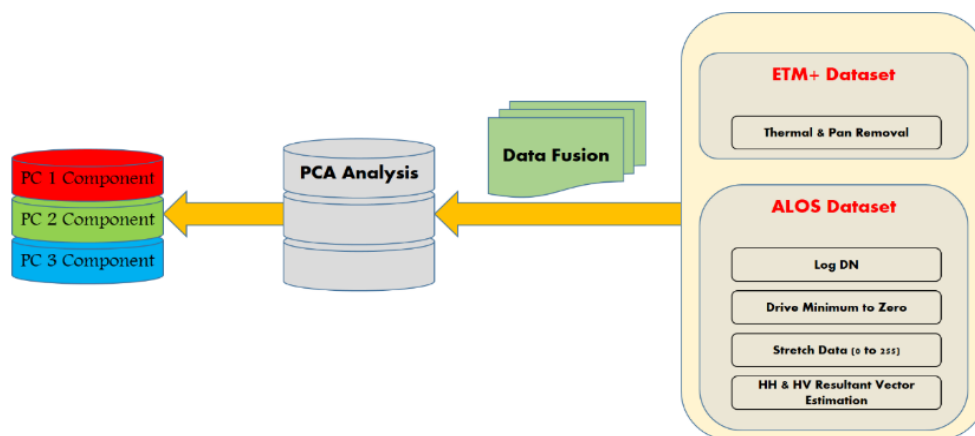 ETM+ Dataset
Thermal & Pan Removal
Data Fusion
PCA Analysis
PC 1 Component
PC 2 Component
PC 3 Component
ALOS Dataset
Log DN
Drive Minimum to Zero
Stretch Data (0 to 255)
HH & HV Resultant Vector
Estimation